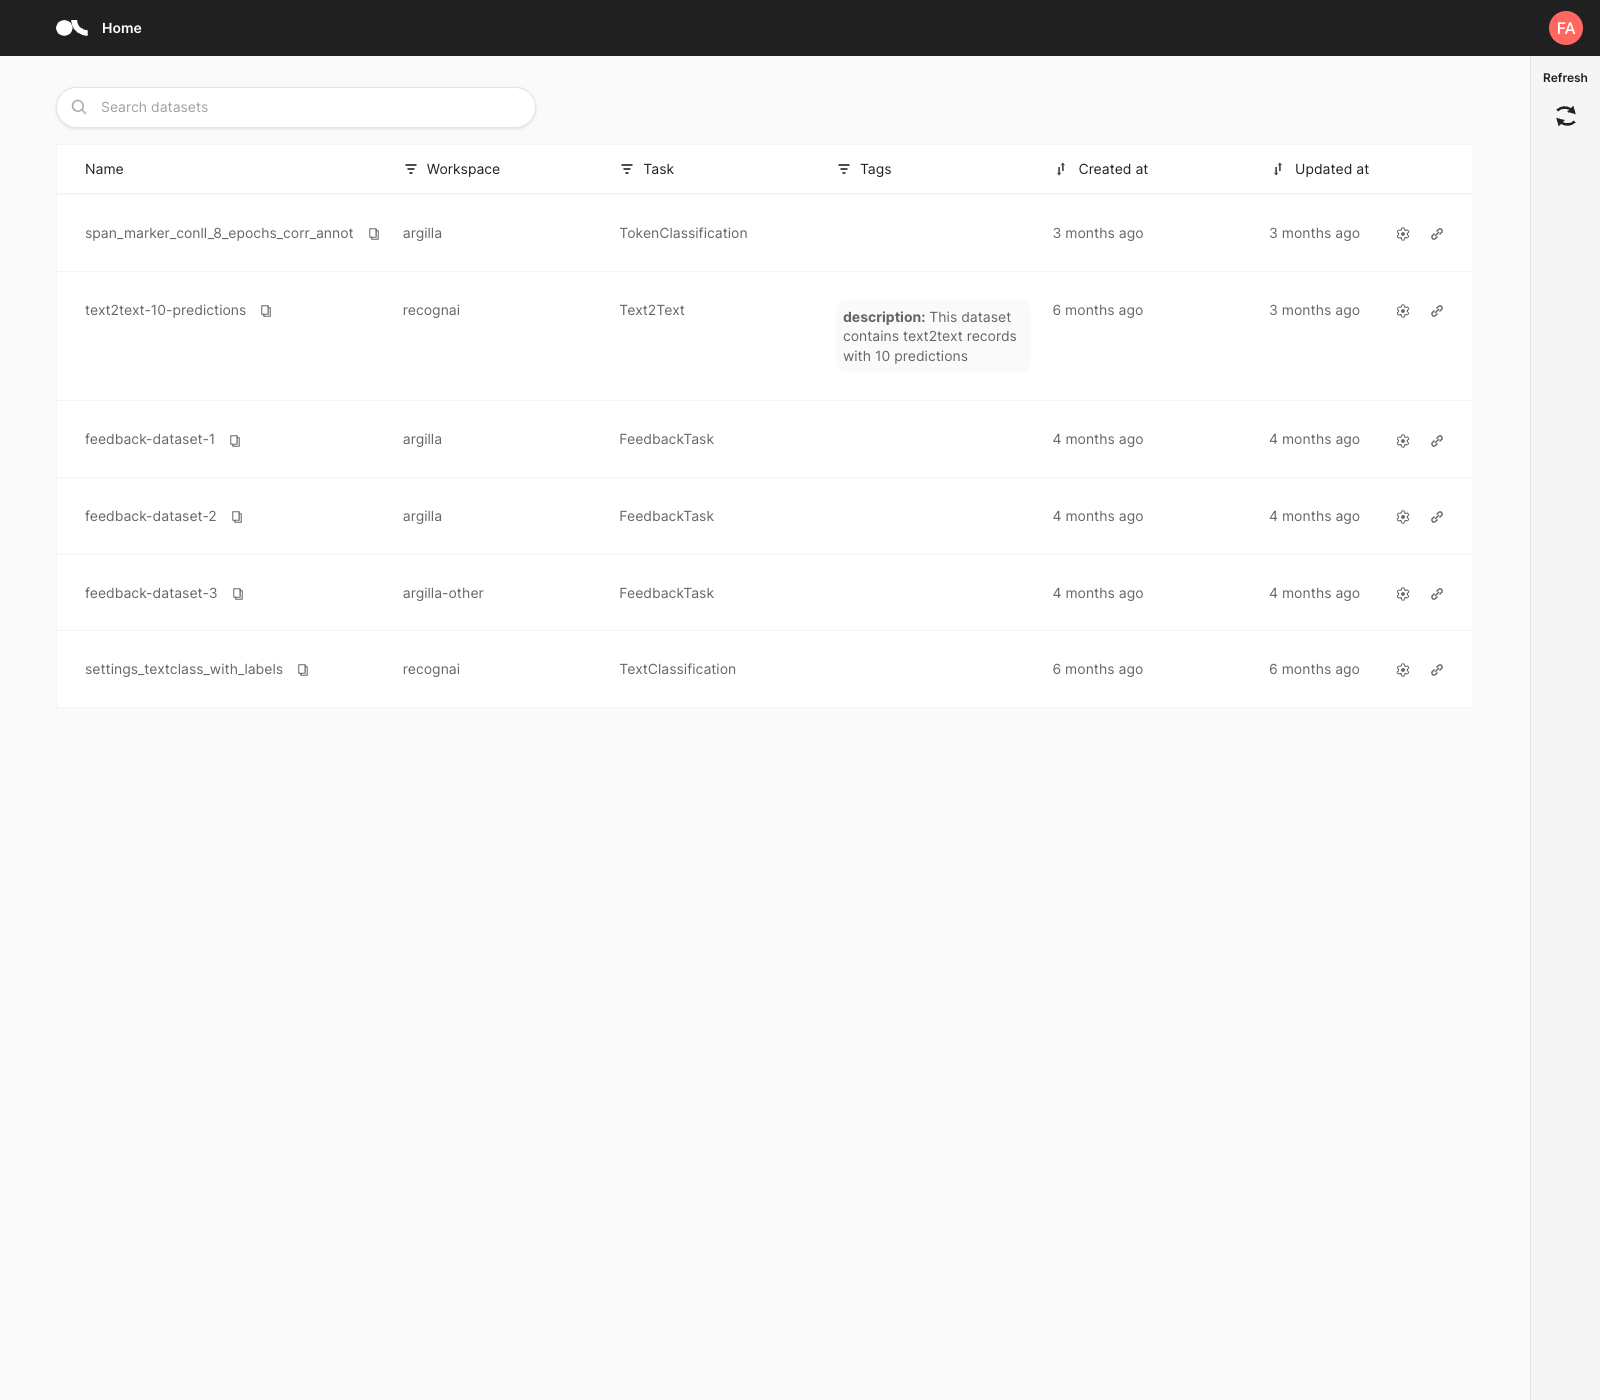 Home
FA
Refresh
Search datasets
Name Workspace Task Tags Created at Updated at
span_marker_conll_8_epochs_corr_annot argilla TokenClassification 3 months ago 3 months ago
text2text-10-predictions recognai Text2Text description: This dataset 6 months ago 3 months ago
contains text2text records
with 10 predictions
feedback-dataset-1 argilla FeedbackTask 4 months ago 4 months ago
feedback-dataset-2 argilla FeedbackTask 4 months ago 4 months ago
feedback-dataset-3 argilla-other FeedbackTask 4 months ago 4 months ago
settings_textclass_with_labels recognai TextClassification 6 months ago 6 months ago